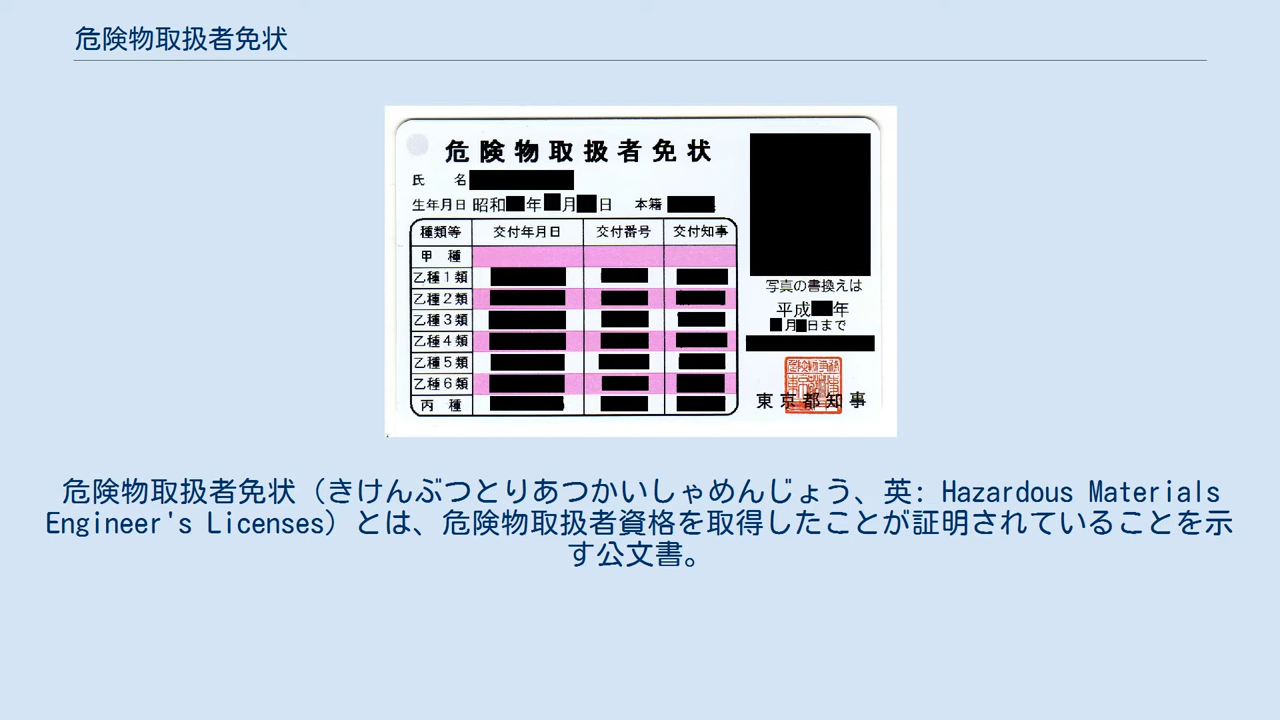 危険物取扱者免状
危険物取扱者免状
氏 名
生年月日 昭和 年 月 日 本籍
種類等 交付年月日 交付番号 交付知事
甲 種
乙種1類
乙種2類
乙種3類
乙種4類
乙種5類
乙種6類
丙 種
写真の書換えは
平成 年
月 日まで
東京都知事
危険物取扱者免状（きけんぶつとりあつかいしゃめんじょう、英: Hazardous Materials
Engineer's Licenses）とは、危険物取扱者資格を取得したことが証明されていることを示
す公文書。